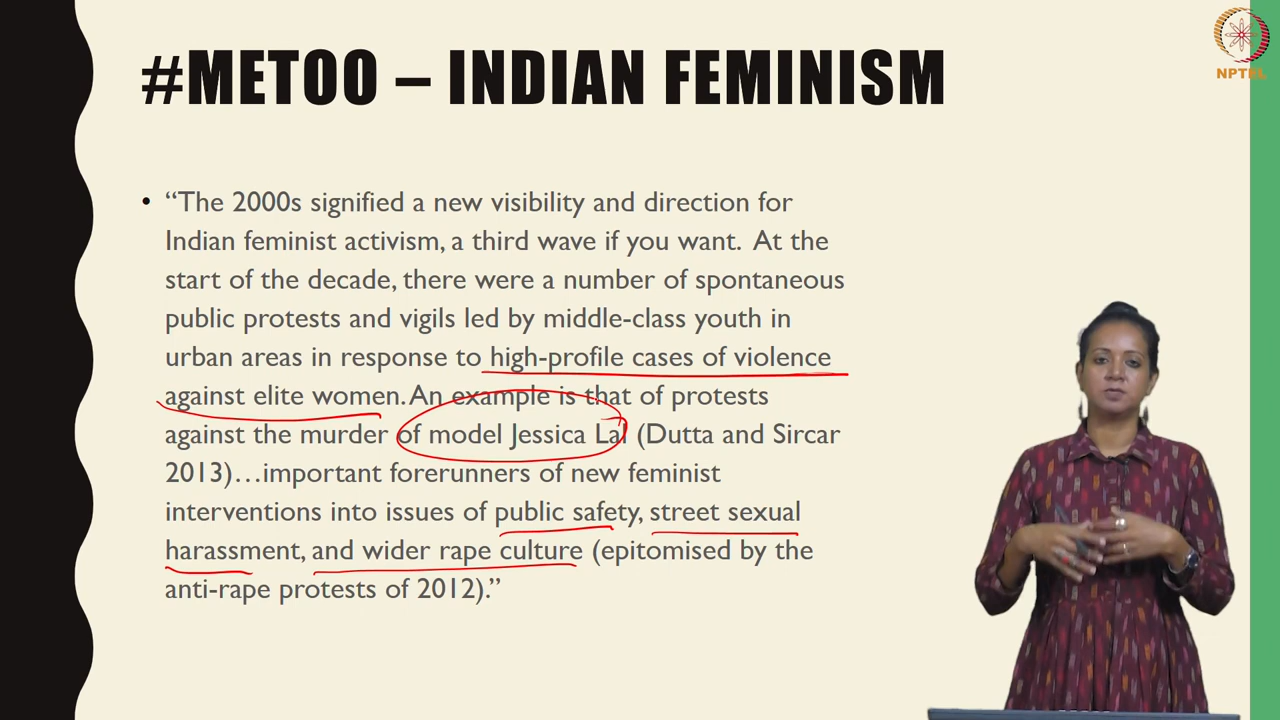 #METOO – INDIAN FEMINISM
NPTEL
• “The 2000s signified a new visibility and direction for
Indian feminist activism, a third wave if you want. At the
start of the decade, there were a number of spontaneous
public protests and vigils led by middle-class youth in
urban areas in response to high-profile cases of violence
against elite women. An example is that of protests
against the murder of model Jessica Lal (Dutta and Sircar
2013)…important forerunners of new feminist
interventions into issues of public safety, street sexual
harassment, and wider rape culture (epitomised by the
anti-rape protests of 2012).”